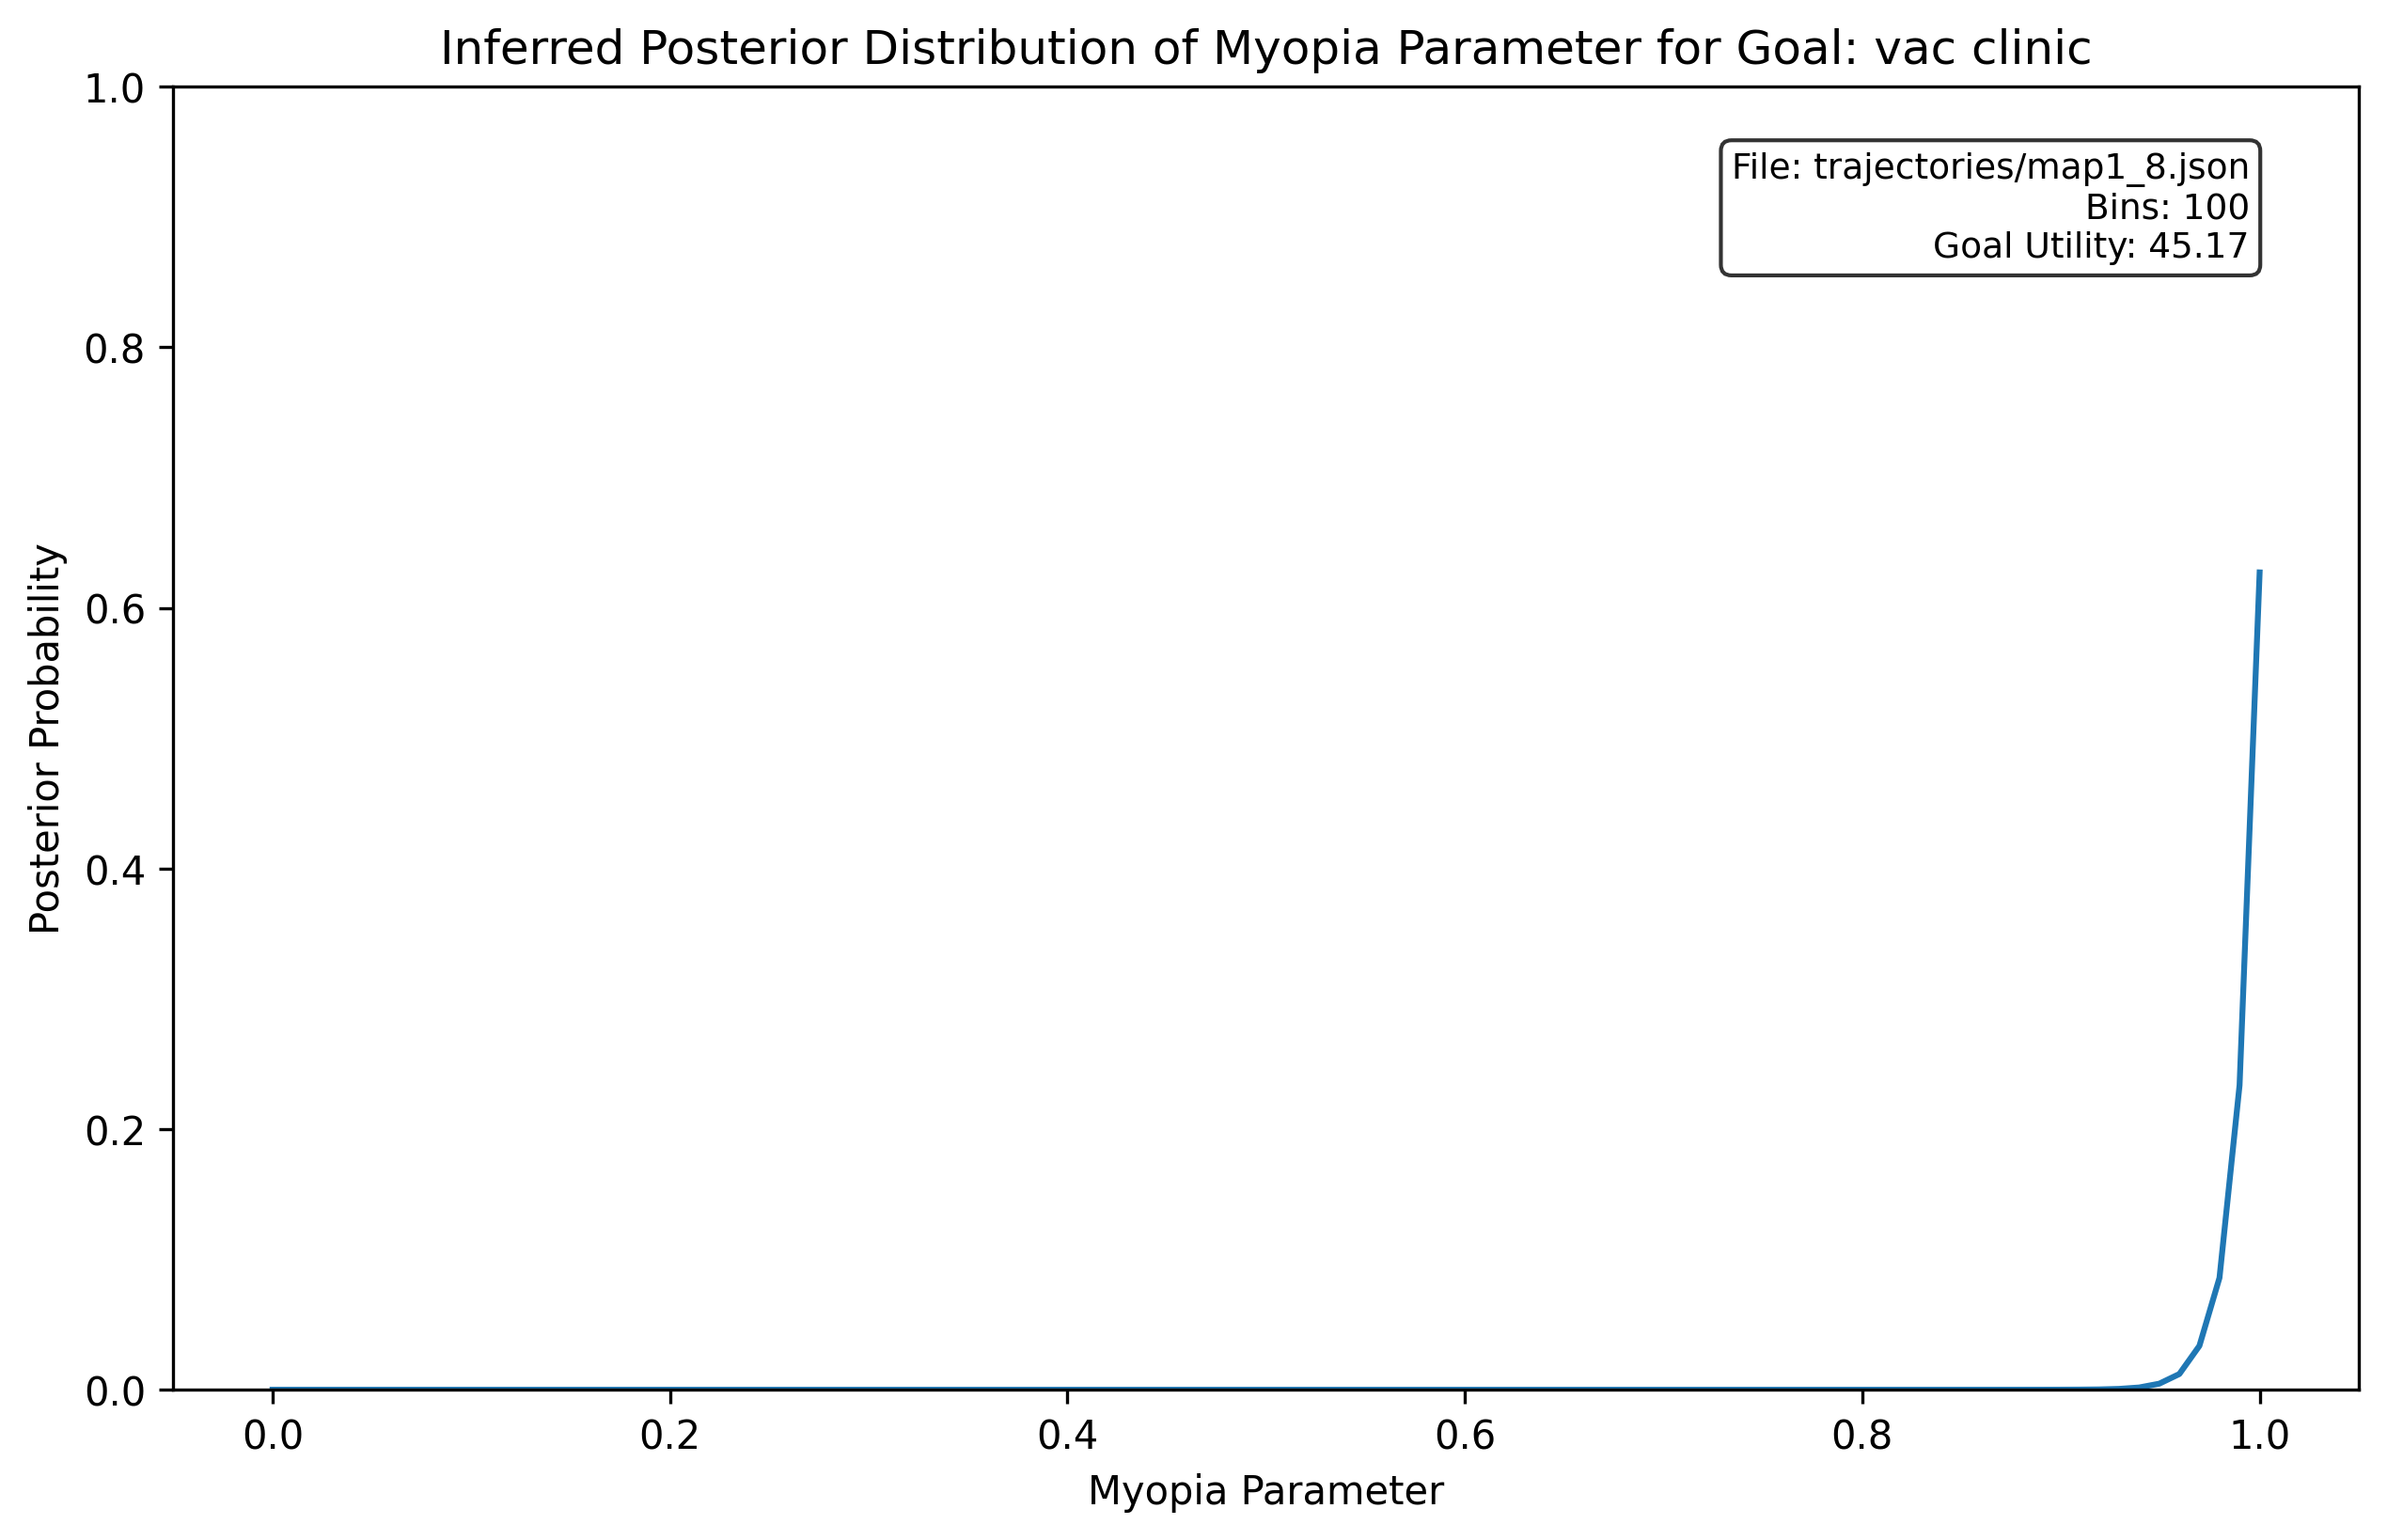 Inferred Posterior Distribution of Myopia Parameter for Goal: vac clinic
File: trajectories/map1_8.json
Bins: 100
Goal Utility: 45.17
Posterior Probability
1.0
0.8
0.6
0.4
0.2
0.0
0.0 0.2 0.4 0.6 0.8 1.0
Myopia Parameter